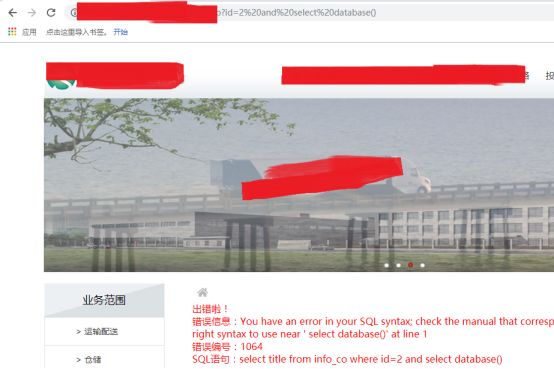 o?id=2%20and%20select%20database()
应用 点击这里导入书签。 开始
业务范围
> 运输配送
> 仓储
出错啦！
错误信息：You have an error in your SQL syntax; check the manual that corresp
right syntax to use near ' select database()' at line 1
错误编号：1064
SQL语句：select title from info_co where id=2 and select database()